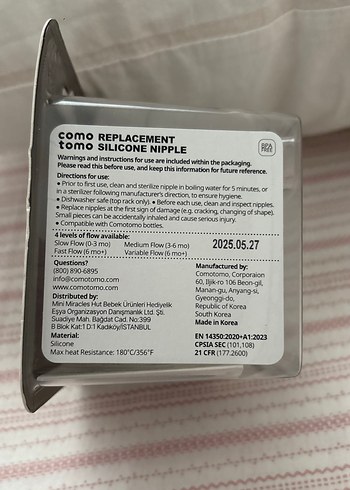 como REPLACEMENT
tomo SILICONE NIPPLE
BPA
FREE
Warnings and instructions for use are included within the packaging.
Please read this before use, and keep this information for future reference.
Directions for use:
• Prior to first use, clean and sterilize nipple in boiling water for 5 minutes, or
in a sterilizer following manufacturer's direction, to ensure hygiene.
• Dishwasher safe (top rack only). • Before each use, clean and inspect nipples.
• Replace nipples at the first sign of damage (e.g. cracking, changing of shape).
Small pieces can be accidentally inhaled and cause serious injury.
• Compatible with Comotomo bottles.
4 levels of flow available:
Slow Flow (0-3 mo) Medium Flow (3-6 mo)
Fast Flow (6 mo+) Variable Flow (6 mo+)
2025.05.27
Questions?
(800) 890-6895
info@comotomo.com
www.comotomo.com
Distributed by:
Mini Miracles Hut Bebek Ürünleri Hediyelik
Eşya Organizasyon Danışmanlık Ltd. Şti.
Suadiye Mah. Bağdat Cad. No:399
B Blok Kat:1 D:1 Kadıköy/İSTANBUL
Material:
Silicone
Max heat Resistance: 180°C/356°F
Manufactured by:
Comotomo, Corporaion
60, Iljik-ro 106 Beon-gil,
Manan-gu, Anyang-si,
Gyeonggi-do,
Republic of Korea
South Korea
Made in Korea
EN 14350:2020+A1:2023
CPSIA SEC (101,108)
21 CFR (177.2600)